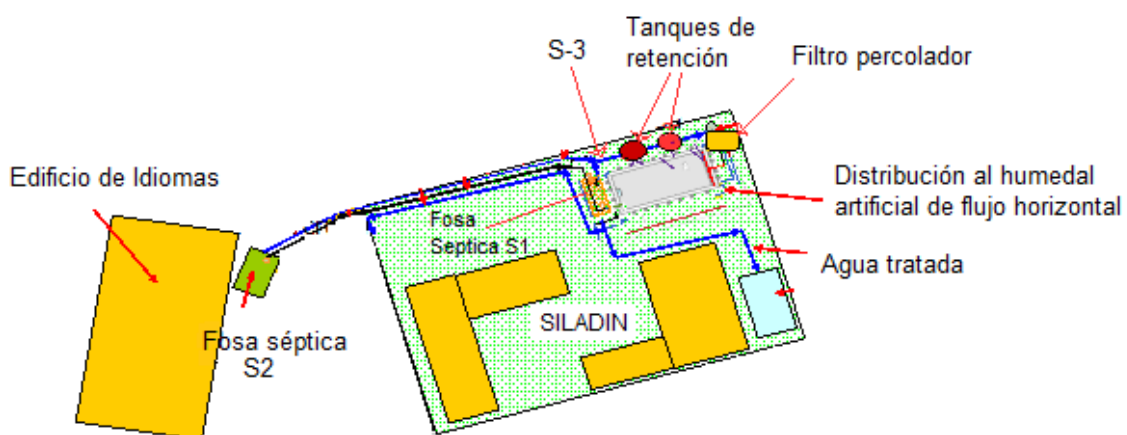 Tanques de
retención
S-3
Filtro percolador
Edificio de Idiomas
Distribución al humedal
artificial de flujo horizontal
Fosa
Septica S1
Agua tratada
SILADIN
Fosa séptica
S2